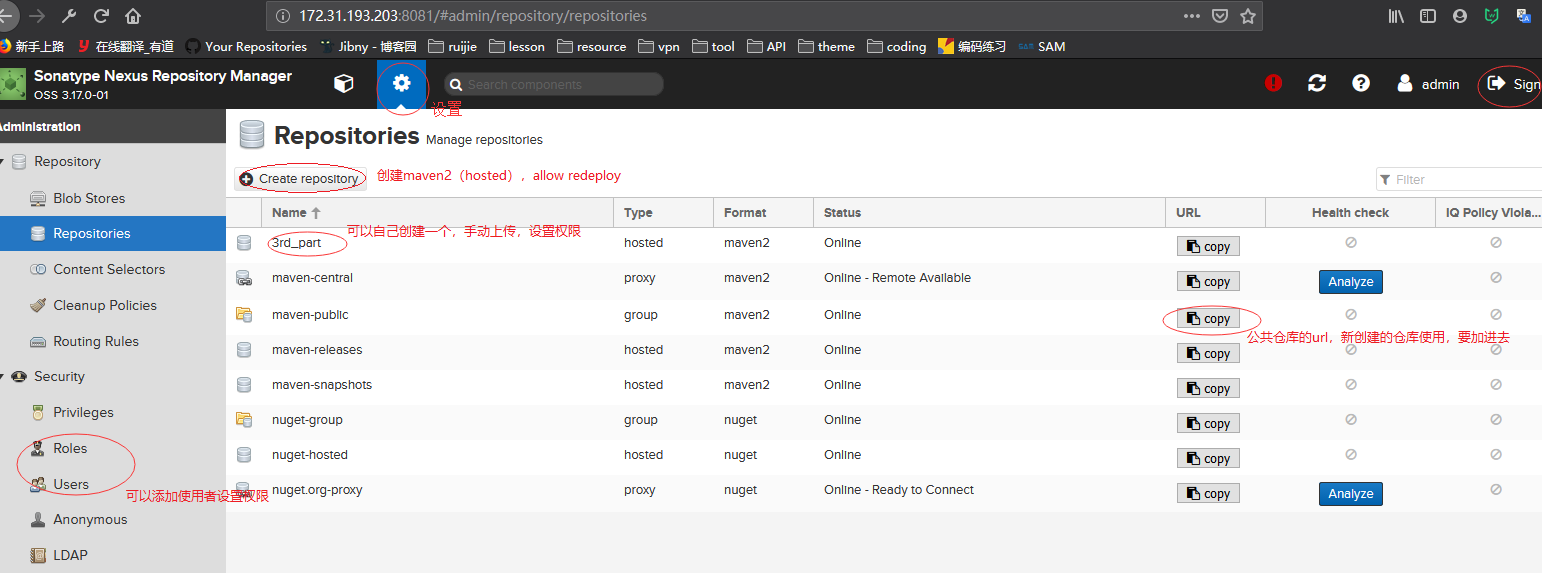 172.31.193.203:8081/#admin/repository/repositories
新手上路 在线翻译_有道 Your Repositories Jibny - 博客园 ruijie lesson resource vpn tool API theme coding 编码练习 SAM
Sonatype Nexus Repository Manager
OSS 3.17.0-01
Search components
admin
Sign
设置
Administration
Repository
Blob Stores
Repositories
Content Selectors
Cleanup Policies
Routing Rules
Security
Privileges
Roles
Users
可以添加使用者设置权限
Anonymous
LDAP
Repositories Manage repositories
Create repository 创建maven2（hosted），allow redeploy
Filter
Name Type Format Status URL Health check IQ Policy Viola...
3rd_part hosted maven2 Online copy
可以自己创建一个，手动上传，设置权限
maven-central proxy maven2 Online - Remote Available copy Analyze
maven-public group maven2 Online copy
公共仓库的url，新创建的仓库使用，要加进去
maven-releases hosted maven2 Online copy
maven-snapshots hosted maven2 Online copy
nuget-group group nuget Online copy
nuget-hosted hosted nuget Online copy
nuget.org-proxy proxy nuget Online - Ready to Connect copy Analyze